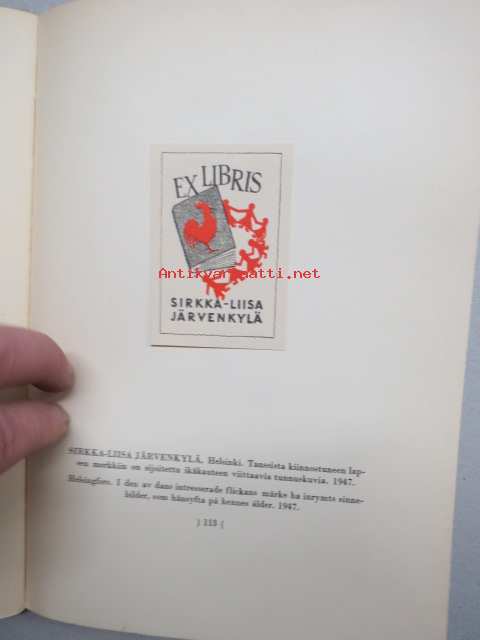 EX LIBRIS
Antikvariaatti.net
SIRKKA-LIISA
JÄRVENKYLÄ
SIRKKA-LIISA JÄRVENKYLÄ, Helsinki. Tanssista kiinnostuneen lap-
sen merkkiin on sijoitettu ikäkauteen viittaavia tunnuskuvia. 1947.
Helsingfors. I den av dans intresserade flickans märke ha inrymts sinne-
bilder, som hänsyfta på hennes ålder. 1947.
) 113 (